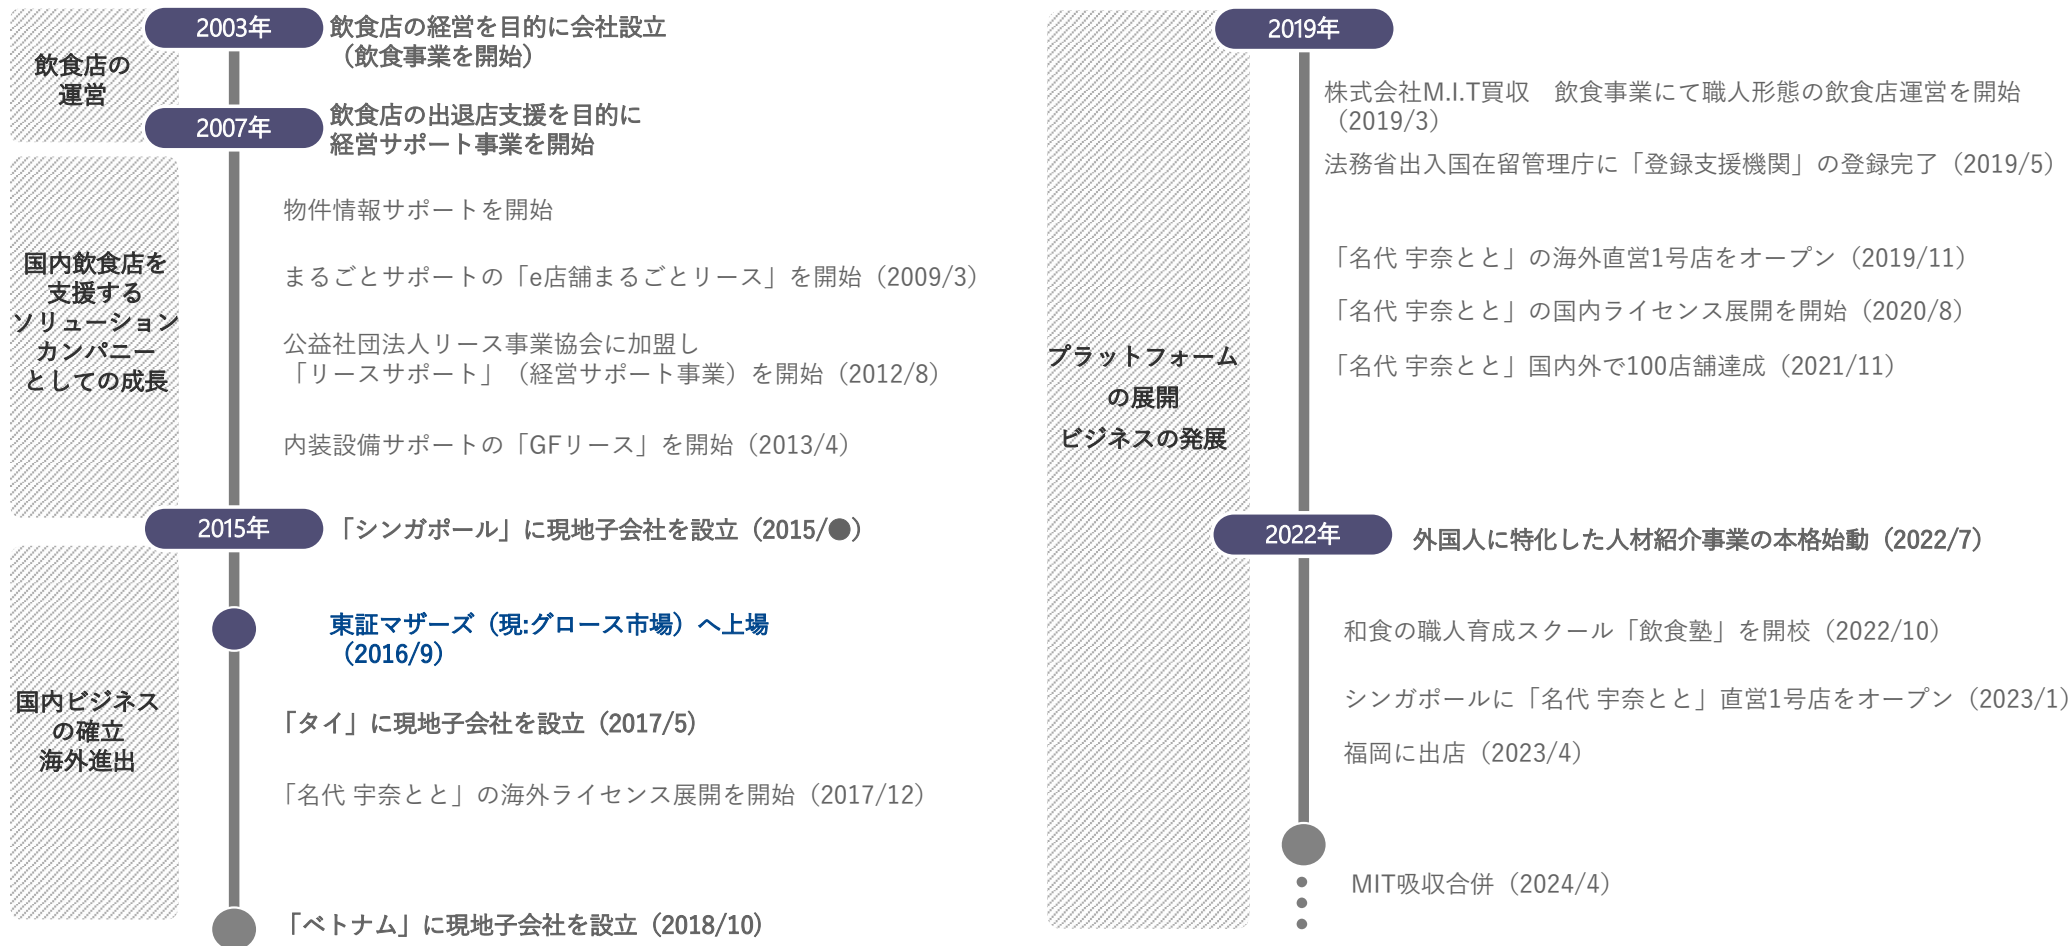 飲食店の
運営
2003年
飲食店の経営を目的に会社設立
（飲食事業を開始）
2007年
飲食店の出退店支援を目的に
経営サポート事業を開始
国内飲食店を
支援する
ソリューション
カンパニー
としての成長
物件情報サポートを開始
まるごとサポートの「e店舗まるごとリース」を開始（2009/3）
公益社団法人リース事業協会に加盟し
「リースサポート」（経営サポート事業）を開始（2012/8）
内装設備サポートの「GFリース」を開始（2013/4）
2015年
「シンガポール」に現地子会社を設立（2015/●）
国内ビジネス
の確立
海外進出
東証マザーズ（現:グロース市場）へ上場
（2016/9）
「タイ」に現地子会社を設立（2017/5）
「名代 宇奈とと」の海外ライセンス展開を開始（2017/12）
「ベトナム」に現地子会社を設立（2018/10）
プラットフォーム
の展開
ビジネスの発展
2019年
株式会社M.I.T買収　飲食事業にて職人形態の飲食店運営を開始
（2019/3）
法務省出入国在留管理庁に「登録支援機関」の登録完了（2019/5）
「名代 宇奈とと」の海外直営1号店をオープン（2019/11）
「名代 宇奈とと」の国内ライセンス展開を開始（2020/8）
「名代 宇奈とと」国内外で100店舗達成（2021/11）
2022年
外国人に特化した人材紹介事業の本格始動（2022/7）
和食の職人育成スクール「飲食塾」を開校（2022/10）
シンガポールに「名代 宇奈とと」直営1号店をオープン（2023/1）
福岡に出店（2023/4）
MIT吸収合併（2024/4）